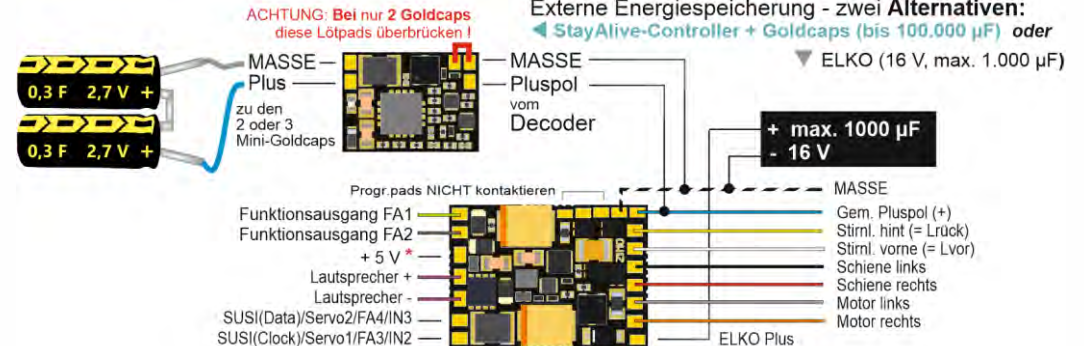 Externe Energiespeicherung - zwei Alternativen:
◀ StayAlive-Controller + Goldcaps (bis 100.000 µF) oder
▼ ELKO (16 V, max. 1.000 µF)
ACHTUNG: Bei nur 2 Goldcaps
diese Lötpads überbrücken !
MASSE
Plus
zu den
2 oder 3
Mini-Goldcaps
0,3 F 2,7 V +
0,3 F 2,7 V +
MASSE
Pluspol
vom
Decoder
+ max. 1000 µF
- 16 V
Progr.pads NICHT kontaktieren
Funktionsausgang FA1
Funktionsausgang FA2
+ 5 V *
Lautsprecher +
Lautsprecher -
SUSI(Data)/Servo2/FA4/IN3
SUSI(Clock)/Servo1/FA3/IN2
ZIMO
MASSE
Gem. Pluspol (+)
Stirnl. hint (= Lrück)
Stirnl. vorne (= Lvor)
Schiene links
Schiene rechts
Motor links
Motor rechts
ELKO Plus